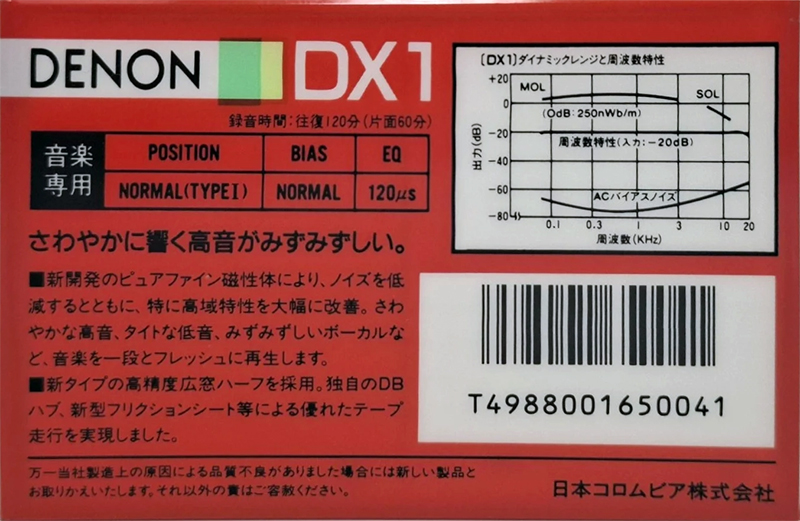 DENON DX1
録音時間:往復120分(片面60分)
音楽専用
POSITION BIAS EQ
NORMAL(TYPEⅠ) NORMAL 120μs
さわやかに響く高音がみずみずしい。
■新開発のピュアファイン磁性体により、ノイズを低
減するとともに、特に高域特性を大幅に改善。さわ
やかな高音、タイトな低音、みずみずしいボーカルな
ど、音楽を一段とフレッシュに再生します。
■新タイプの高精度広窓ハーフを採用。独自のDB
ハブ、新型フリクションシート等による優れたテープ
走行を実現しました。
[DX1]ダイナミックレンジと周波数特性
+20
MOL
SOL
0
(0dB:250nWb/m)
-20
周波数特性(入力:-20dB)
-40
-60
ACバイアスノイズ
-80
出力(dB)
0.1 0.3 1 3 10 20
周波数(KHz)
T4988001650041
万一当社製造上の原因による品質不良がありました場合には新しい製品と
お取りかえいたします。それ以外の責はご容赦ください。
日本コロムビア株式会社